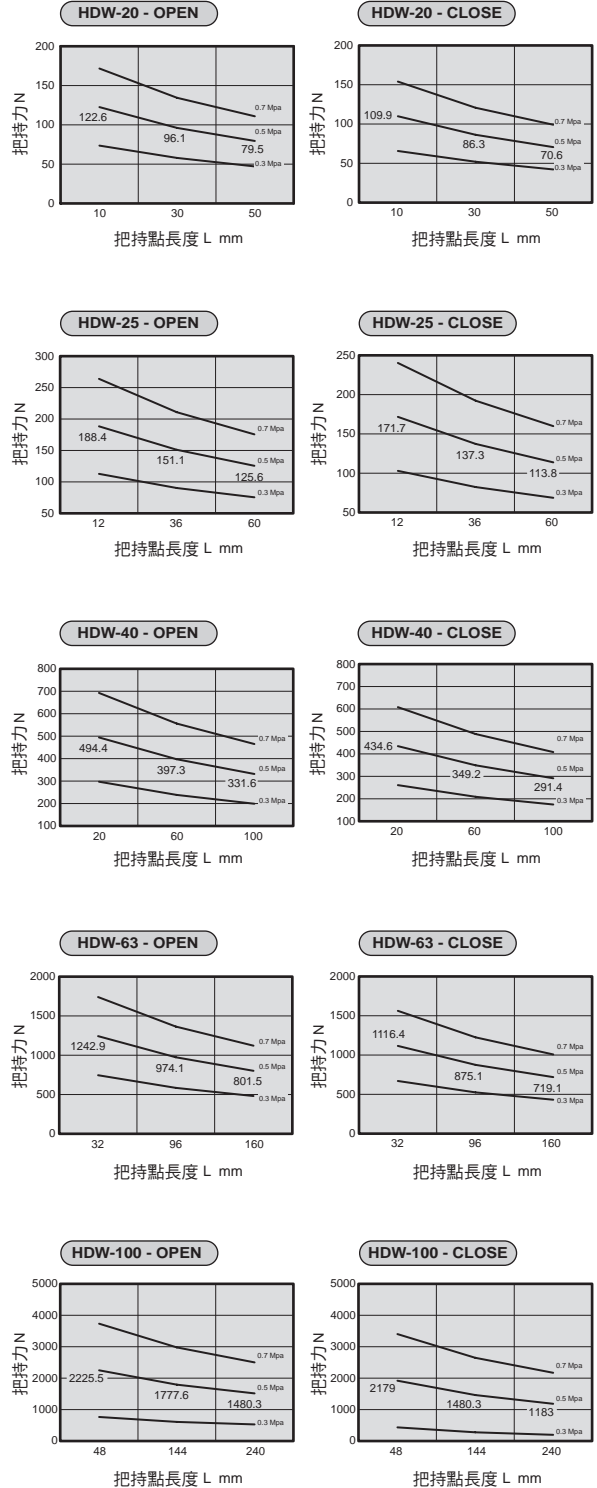 HDW-20 - OPEN
把持力 N
200
150
100
50
0
122.6
96.1
79.5
0.7 Mpa
0.5 Mpa
0.3 Mpa
10 30 50
把持點長度 L mm
HDW-20 - CLOSE
把持力 N
200
150
100
50
0
109.9
86.3
70.6
0.7 Mpa
0.5 Mpa
0.3 Mpa
10 30 50
把持點長度 L mm
HDW-25 - OPEN
把持力 N
300
250
200
150
100
50
188.4
151.1
125.6
0.7 Mpa
0.5 Mpa
0.3 Mpa
12 36 60
把持點長度 L mm
HDW-25 - CLOSE
把持力 N
250
200
150
100
50
171.7
137.3
113.8
0.7 Mpa
0.5 Mpa
0.3 Mpa
12 36 60
把持點長度 L mm
HDW-40 - OPEN
把持力 N
800
700
600
500
400
300
200
100
494.4
397.3
331.6
0.7 Mpa
0.5 Mpa
0.3 Mpa
20 60 100
把持點長度 L mm
HDW-40 - CLOSE
把持力 N
800
700
600
500
400
300
200
100
434.6
349.2
291.4
0.7 Mpa
0.5 Mpa
0.3 Mpa
20 60 100
把持點長度 L mm
HDW-63 - OPEN
把持力 N
2000
1500
1000
500
0
1242.9
974.1
801.5
0.7 Mpa
0.5 Mpa
0.3 Mpa
32 96 160
把持點長度 L mm
HDW-63 - CLOSE
把持力 N
2000
1500
1000
500
0
1116.4
875.1
719.1
0.7 Mpa
0.5 Mpa
0.3 Mpa
32 96 160
把持點長度 L mm
HDW-100 - OPEN
把持力 N
5000
4000
3000
2000
1000
0
2225.5
1777.6
1480.3
0.7 Mpa
0.5 Mpa
0.3 Mpa
48 144 240
把持點長度 L mm
HDW-100 - CLOSE
把持力 N
5000
4000
3000
2000
1000
0
2179
1480.3
1183
0.7 Mpa
0.5 Mpa
0.3 Mpa
48 144 240
把持點長度 L mm